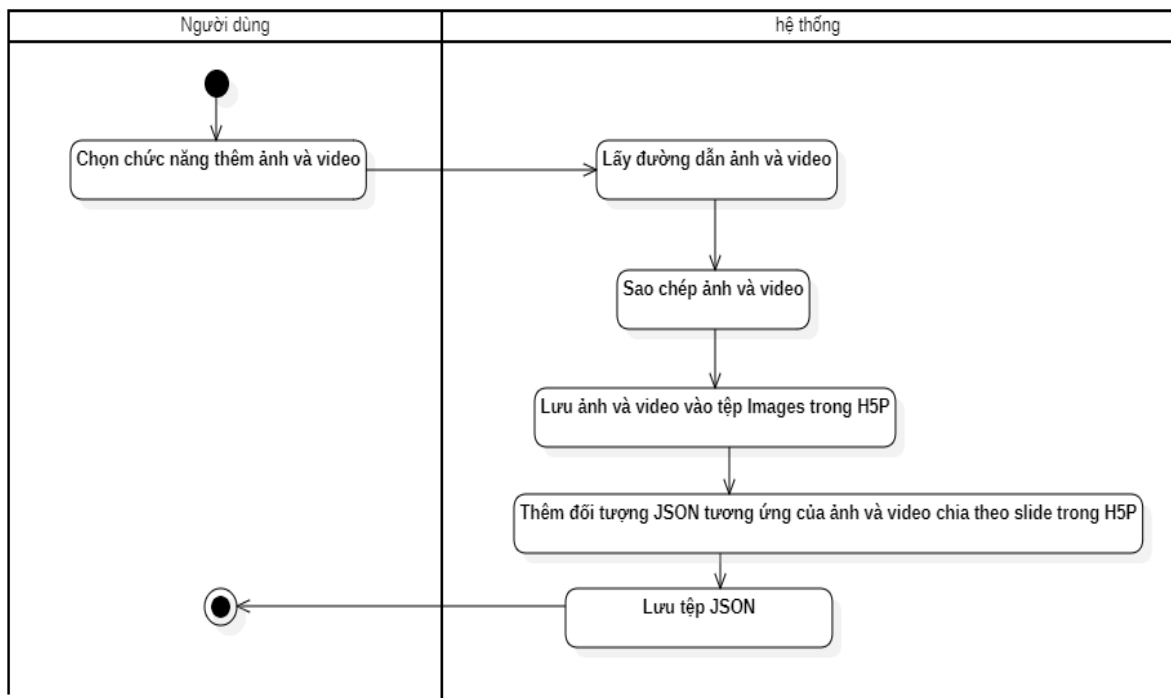 Người dùng
hệ thống
Chọn chức năng thêm ảnh và video
Lấy đường dẫn ảnh và video
Sao chép ảnh và video
Lưu ảnh và video vào tệp Images trong H5P
Thêm đối tượng JSON tương ứng của ảnh và video chia theo slide trong H5P
Lưu tệp JSON